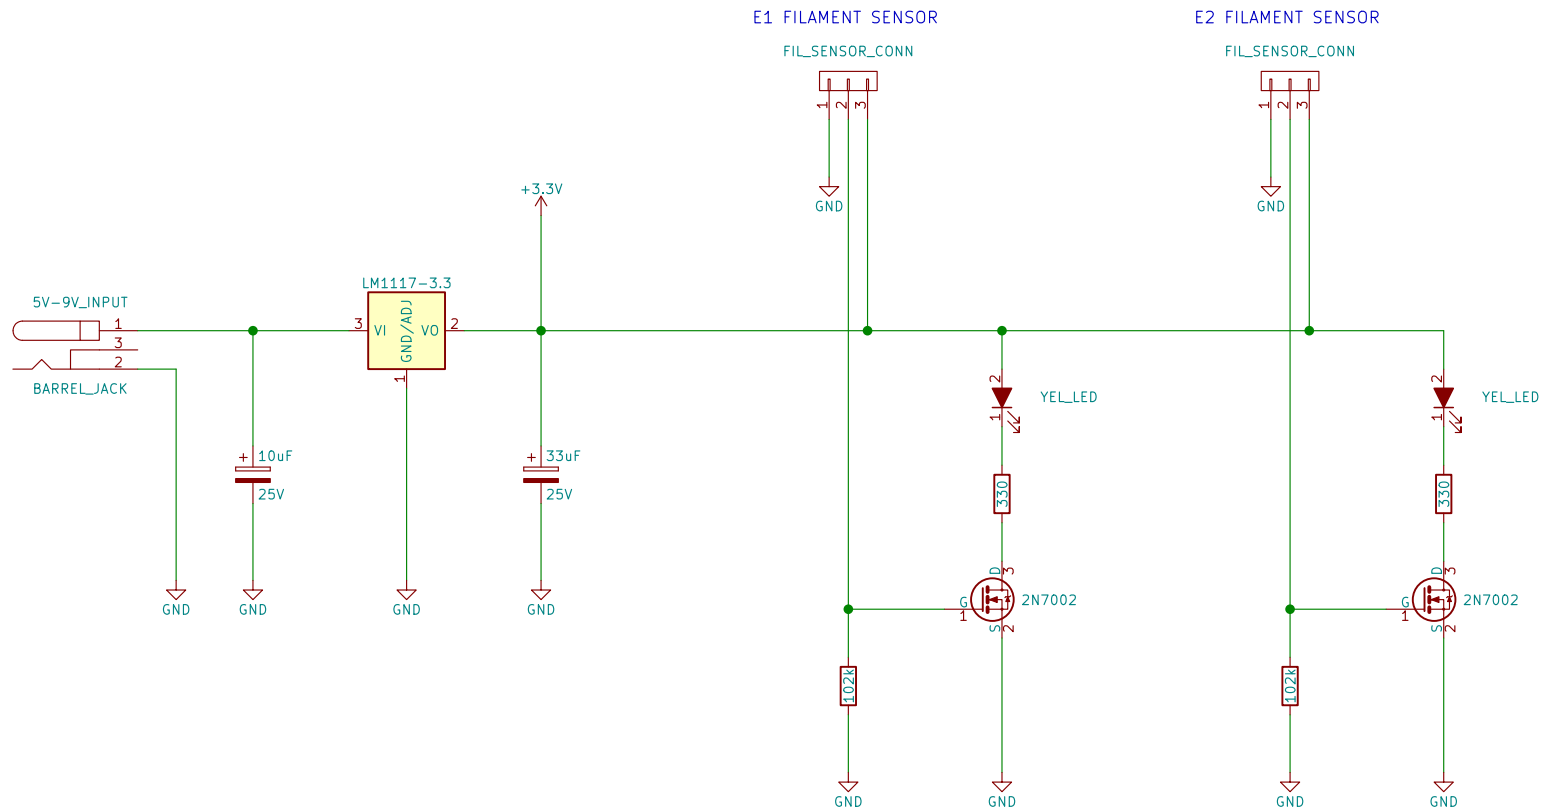 E1 FILAMENT SENSOR
E2 FILAMENT SENSOR
FIL_SENSOR_CONN
FIL_SENSOR_CONN
1
2
3
1
2
3
GND
GND
+3.3V
LM1117-3.3
5V-9V_INPUT
1
3
2
BARREL_JACK
3
VI
GND/ADJ
VO
2
1
2
1
YEL_LED
2
1
YEL_LED
+
10uF
25V
+
33uF
25V
330
330
D
3
G
1
S
2
2N7002
D
3
G
1
S
2
2N7002
GND
GND
GND
GND
102k
102k
GND
GND
GND
GND